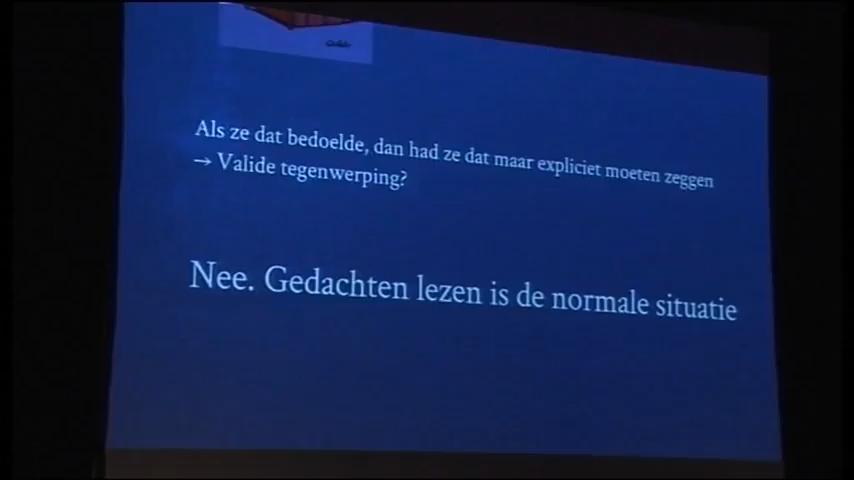 Als ze dat bedoelde, dan had ze dat maar expliciet moeten zeggen
→ Valide tegenwerping?
Nee. Gedachten lezen is de normale situatie